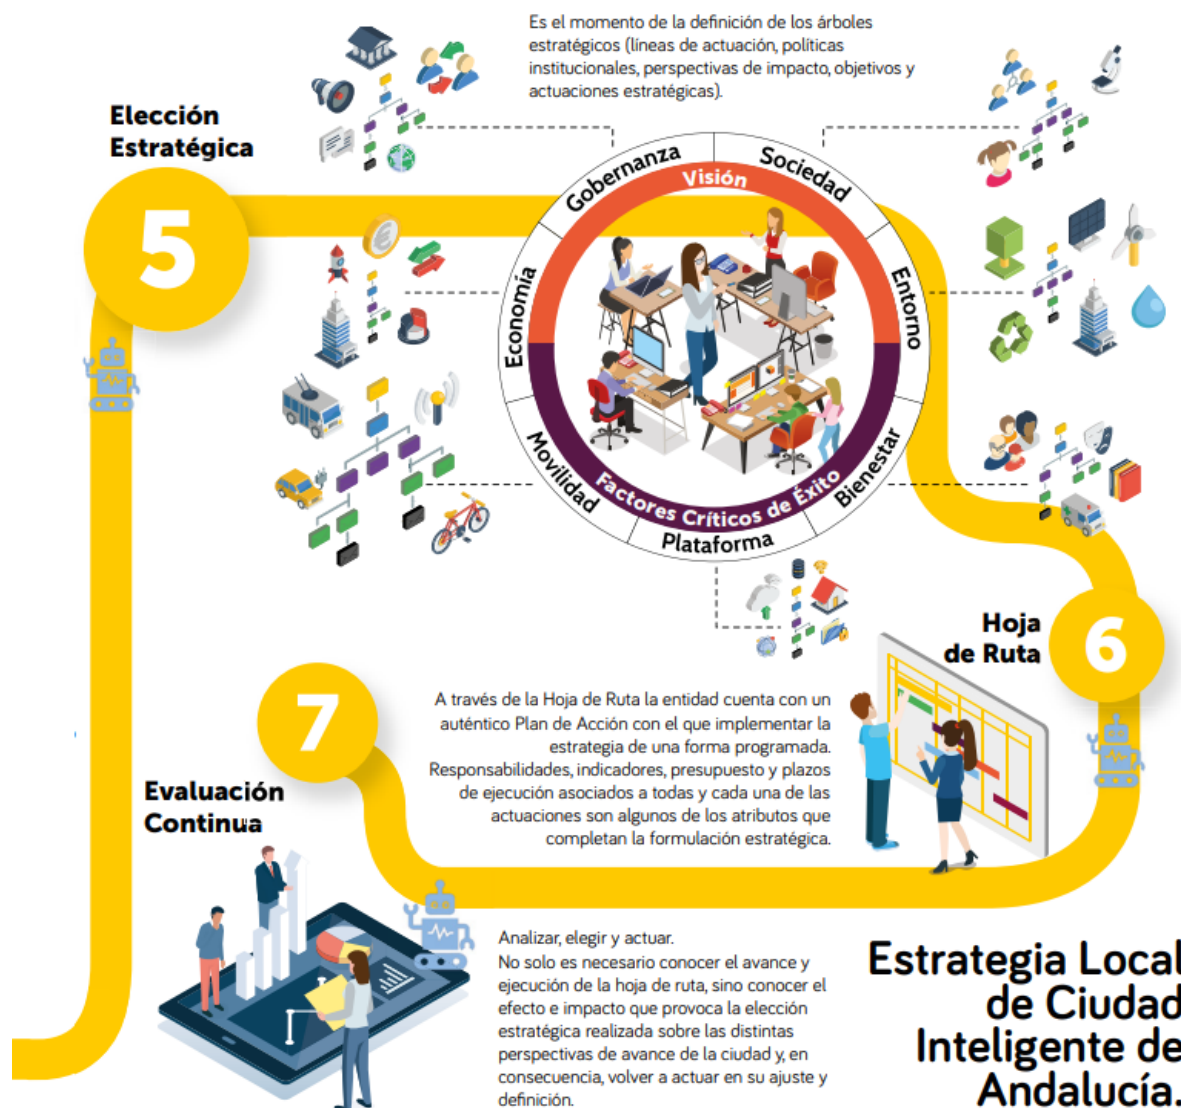 Es el momento de la definición de los árboles
estratégicos (líneas de actuación, políticas
institucionales, perspectivas de impacto, objetivos y
actuaciones estratégicas).
Elección
Estratégica
5
Gobernanza
Sociedad
Visión
Economía
Entorno
Movilidad
Bienestar
Factores Críticos de Éxito
Plataforma
Hoja
de Ruta
6
7
A través de la Hoja de Ruta la entidad cuenta con un
auténtico Plan de Acción con el que implementar la
estrategia de una forma programada.
Responsabilidades, indicadores, presupuesto y plazos
de ejecución asociados a todas y cada una de las
actuaciones son algunos de los atributos que
completan la formulación estratégica.
Evaluación
Continua
Analizar, elegir y actuar.
No solo es necesario conocer el avance y
ejecución de la hoja de ruta, sino conocer el
efecto e impacto que provoca la elección
estratégica realizada sobre las distintas
perspectivas de avance de la ciudad y, en
consecuencia, volver a actuar en su ajuste y
definición.
Estrategia Local
de Ciudad
Inteligente de
Andalucía.